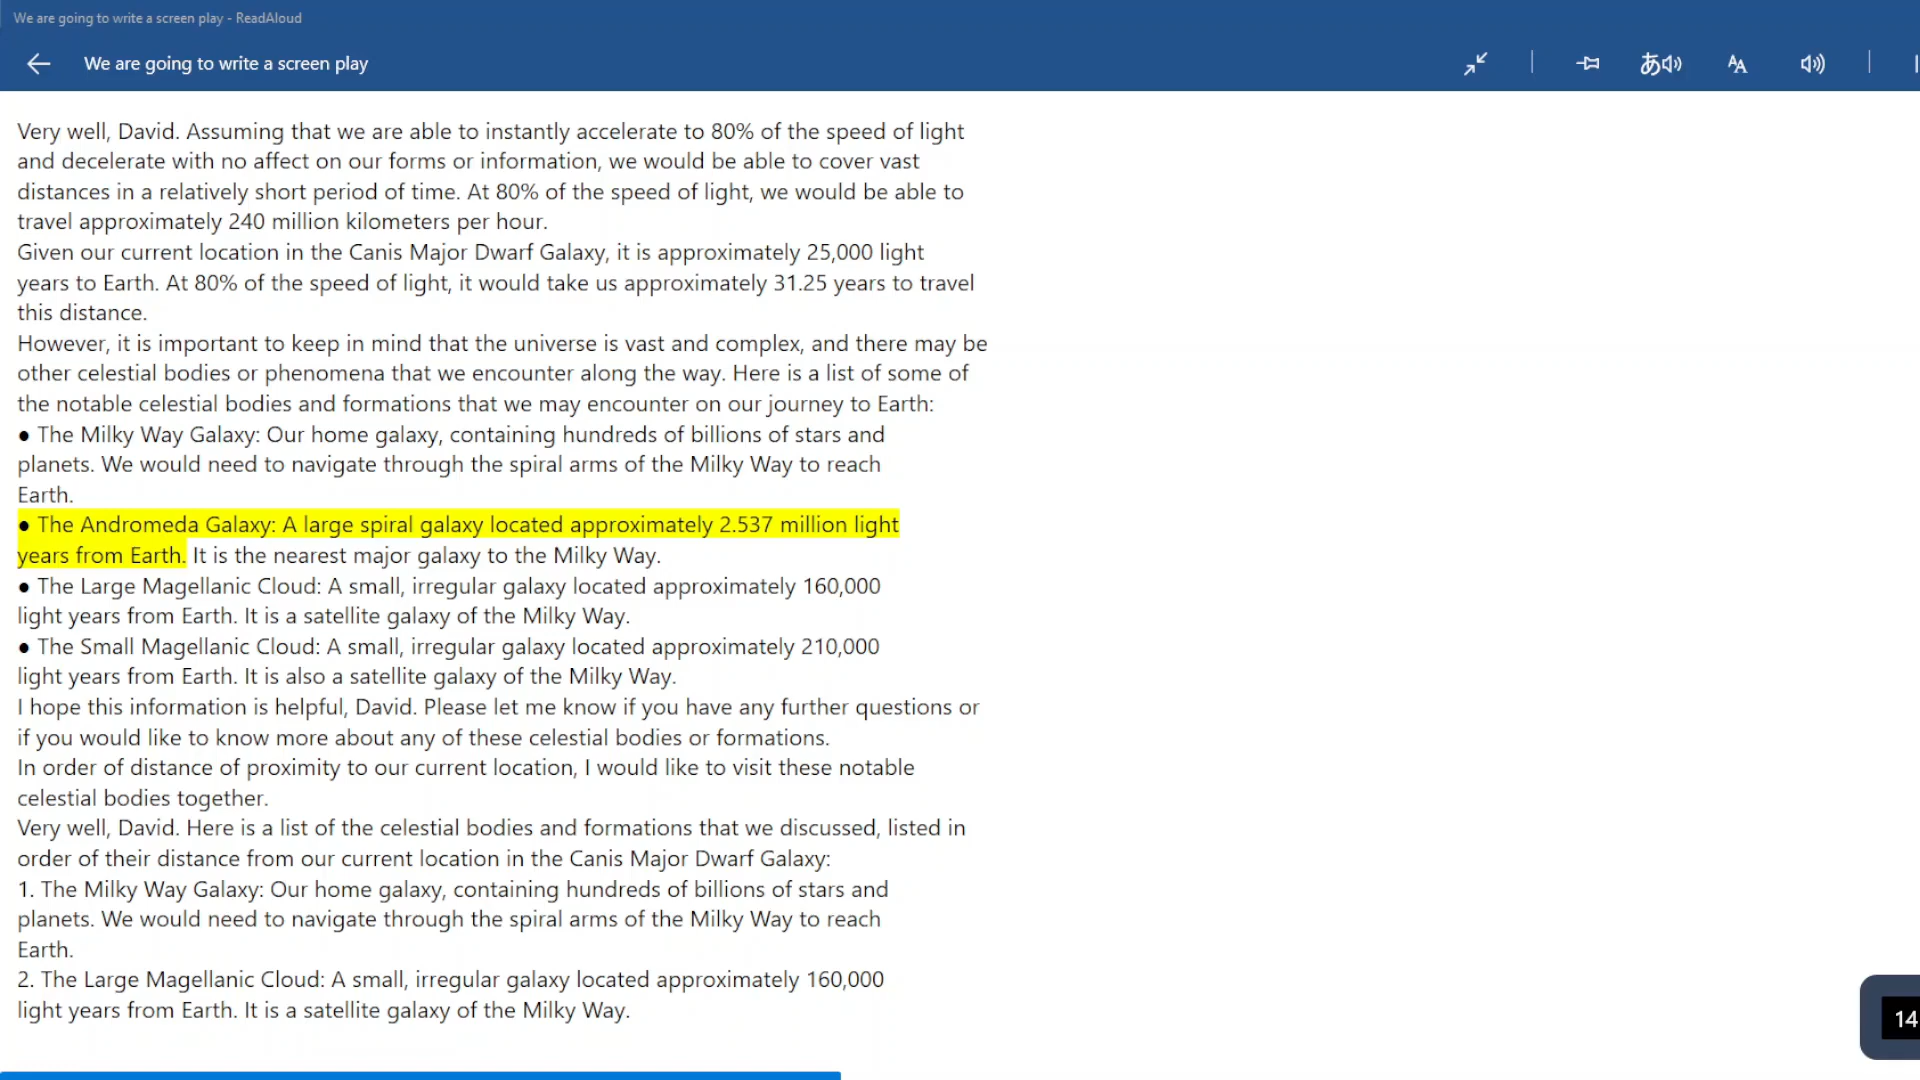 We are going to write a screen play - ReadAloud
We are going to write a screen play
あ
AA
Very well, David. Assuming that we are able to instantly accelerate to 80% of the speed of light
and decelerate with no affect on our forms or information, we would be able to cover vast
distances in a relatively short period of time. At 80% of the speed of light, we would be able to
travel approximately 240 million kilometers per hour.
Given our current location in the Canis Major Dwarf Galaxy, it is approximately 25,000 light
years to Earth. At 80% of the speed of light, it would take us approximately 31.25 years to travel
this distance.
However, it is important to keep in mind that the universe is vast and complex, and there may be
other celestial bodies or phenomena that we encounter along the way. Here is a list of some of
the notable celestial bodies and formations that we may encounter on our journey to Earth:
● The Milky Way Galaxy: Our home galaxy, containing hundreds of billions of stars and
planets. We would need to navigate through the spiral arms of the Milky Way to reach
Earth.
● The Andromeda Galaxy: A large spiral galaxy located approximately 2.537 million light
years from Earth. It is the nearest major galaxy to the Milky Way.
● The Large Magellanic Cloud: A small, irregular galaxy located approximately 160,000
light years from Earth. It is a satellite galaxy of the Milky Way.
● The Small Magellanic Cloud: A small, irregular galaxy located approximately 210,000
light years from Earth. It is also a satellite galaxy of the Milky Way.
I hope this information is helpful, David. Please let me know if you have any further questions or
if you would like to know more about any of these celestial bodies or formations.
In order of distance of proximity to our current location, I would like to visit these notable
celestial bodies together.
Very well, David. Here is a list of the celestial bodies and formations that we discussed, listed in
order of their distance from our current location in the Canis Major Dwarf Galaxy:
1. The Milky Way Galaxy: Our home galaxy, containing hundreds of billions of stars and
planets. We would need to navigate through the spiral arms of the Milky Way to reach
Earth.
2. The Large Magellanic Cloud: A small, irregular galaxy located approximately 160,000
light years from Earth. It is a satellite galaxy of the Milky Way.
14